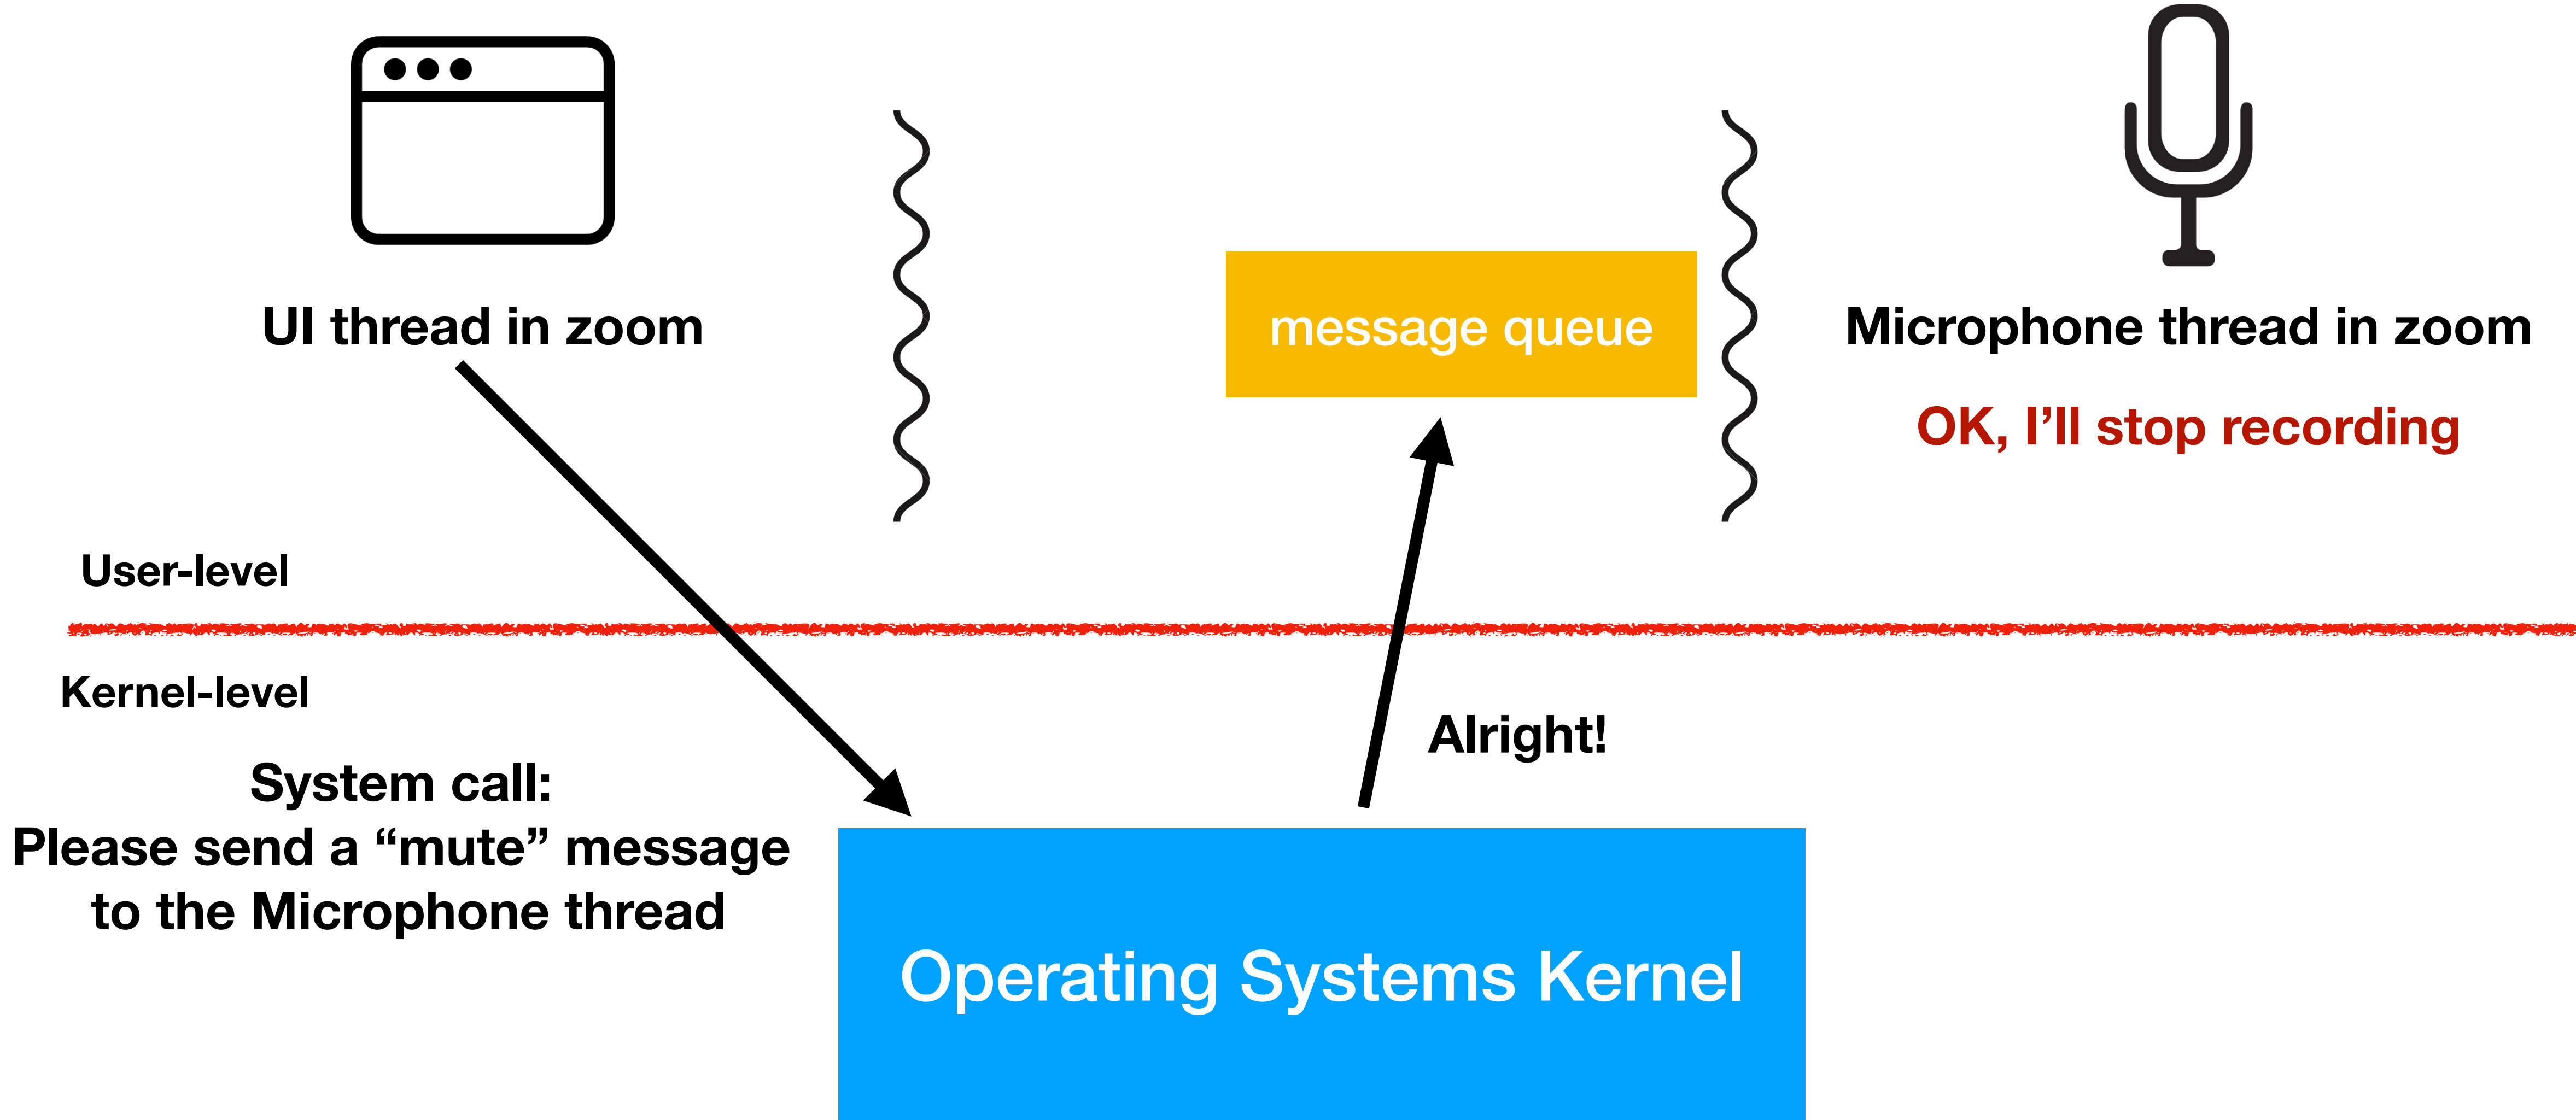 UI thread in zoom
message queue
Microphone thread in zoom
OK, I’ll stop recording
User-level
Kernel-level
System call:
Please send a “mute” message
to the Microphone thread
Alright!
Operating Systems Kernel